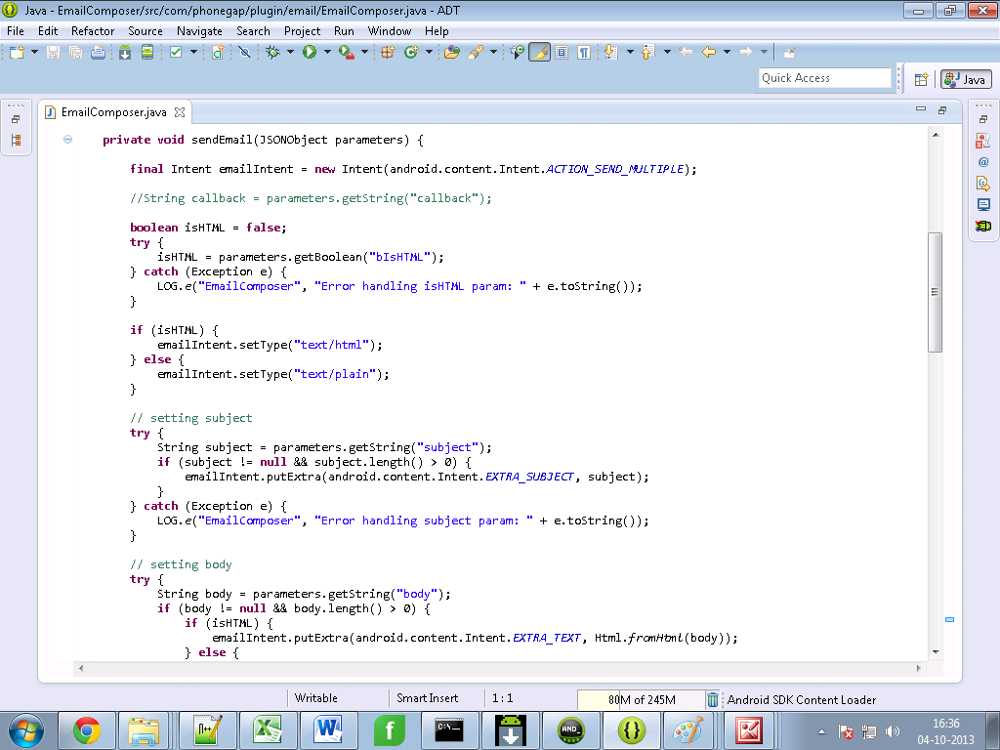 Java - EmailComposer/src/com/phonegap/plugin/email/EmailComposer.java - ADT
File Edit Refactor Source Navigate Search Project Run Window Help
Quick Access
Java
EmailComposer.java
private void sendEmail(JSONObject parameters) {
final Intent emailIntent = new Intent(android.content.Intent.ACTION_SEND_MULTIPLE);
//String callback = parameters.getString("callback");
boolean isHTML = false;
try {
isHTML = parameters.getBoolean("bIsHTML");
} catch (Exception e) {
LOG.e("EmailComposer", "Error handling isHTML param: " + e.toString());
}
if (isHTML) {
emailIntent.setType("text/html");
} else {
emailIntent.setType("text/plain");
}
// setting subject
try {
String subject = parameters.getString("subject");
if (subject != null && subject.length() > 0) {
emailIntent.putExtra(android.content.Intent.EXTRA_SUBJECT, subject);
}
} catch (Exception e) {
LOG.e("EmailComposer", "Error handling subject param: " + e.toString());
}
// setting body
try {
String body = parameters.getString("body");
if (body != null && body.length() > 0) {
if (isHTML) {
emailIntent.putExtra(android.content.Intent.EXTRA_TEXT, Html.fromHtml(body));
} else {
Writable Smart Insert 1 : 1 80M of 245M Android SDK Content Loader
16:36
04-10-2013